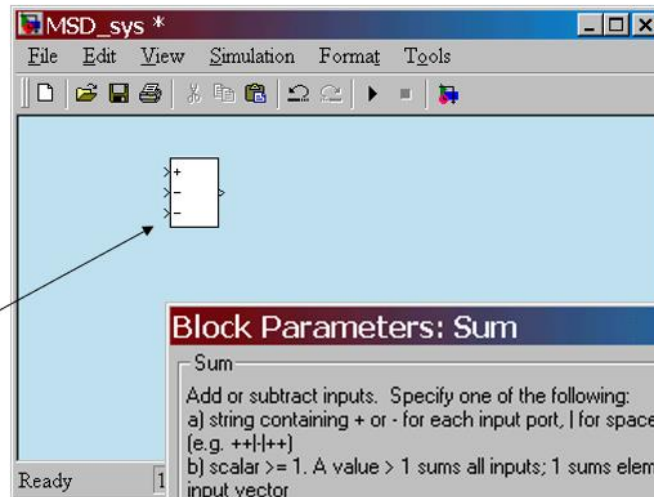 MSD_sys *
File Edit View Simulation Format Tools
+
-
-
Block Parameters: Sum
Sum
Add or subtract inputs. Specify one of the following:
a) string containing + or - for each input port, | for space
(e.g. ++|-|++)
b) scalar >= 1. A value > 1 sums all inputs; 1 sums elem
input vector
Ready 1